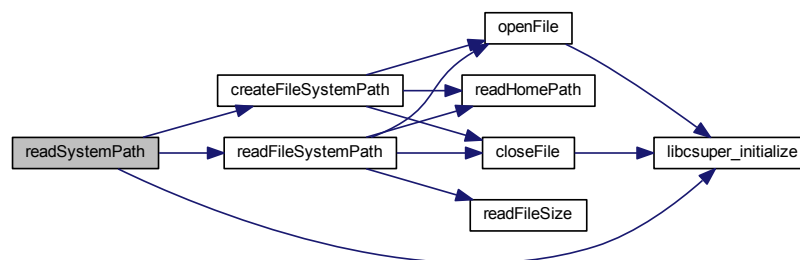 readSystemPath
createFileSystemPath
readFileSystemPath
openFile
readHomePath
closeFile
readFileSize
libcsuper_initialize